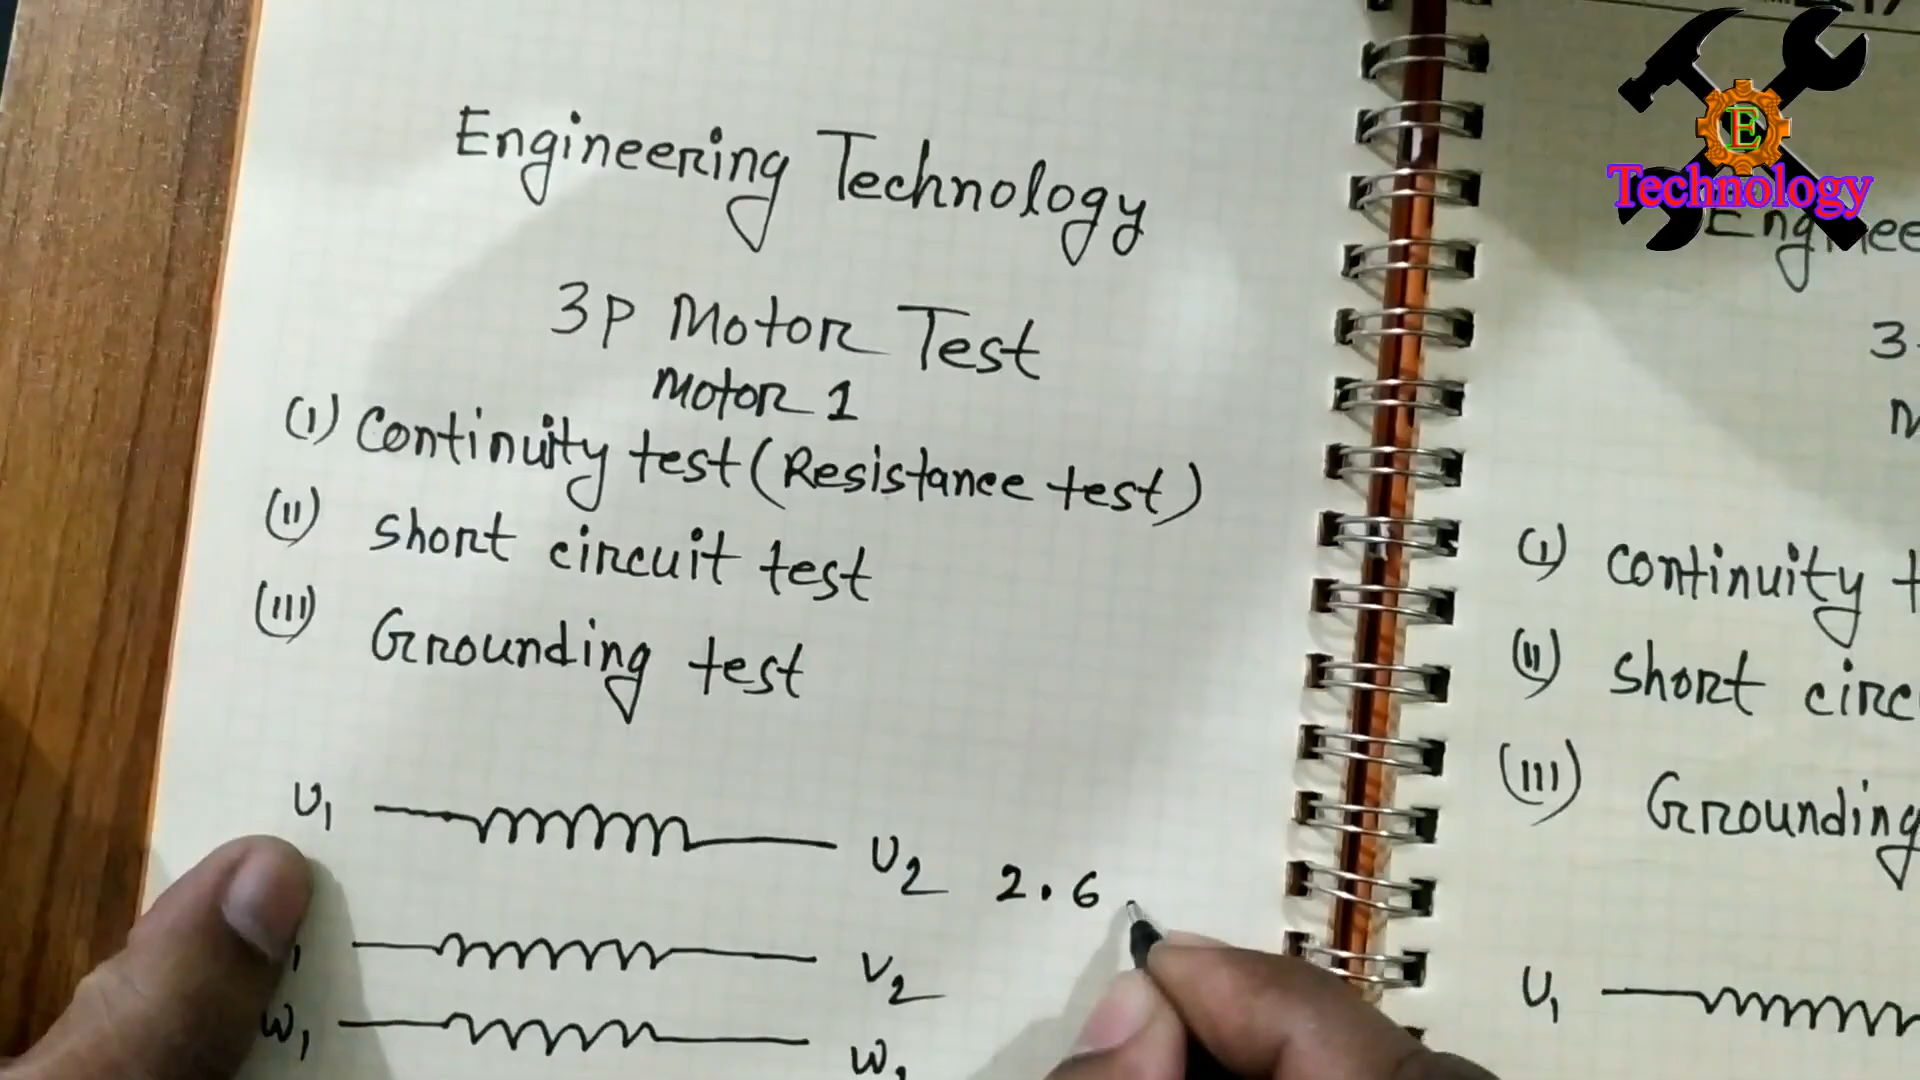 Engineering Technology
3P Motor Test
Motor 1
(I) Continuity test (Resistance test)
(II) Short circuit test
(III) Grounding test
U1 U2 2.6
V2
W1
E
Technology
(I) Continuity
(II) Short
(III) Grounding
U1